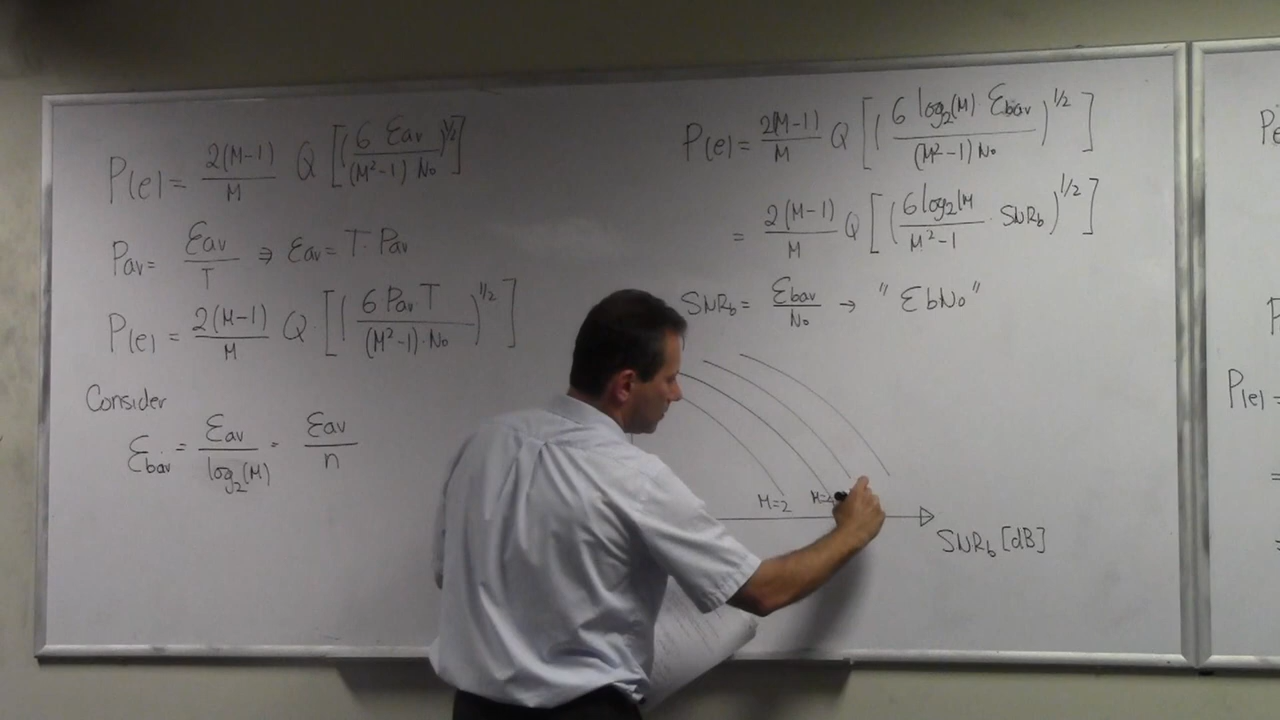 P(e) = 2(M-1)/M Q [(6 Eav/(M²-1) No)^1/2]
Pav = Eav/T ⇒ Eav = T·Pav
P(e) = 2(M-1)/M Q [(6 Pav T/(M²-1)·No)^1/2]
Consider
Ebav = Eav/log₂(M) = Eav/n
P(e) = 2(M-1)/M Q [(6 log₂(M) Ebav/(M²-1) No)^1/2]
= 2(M-1)/M Q [(6 log₂M/M²-1 · SNRb)^1/2]
SNRb = Ebav/No → "EbNo"
M=2 M=4
SNRb [dB]
P(e) =